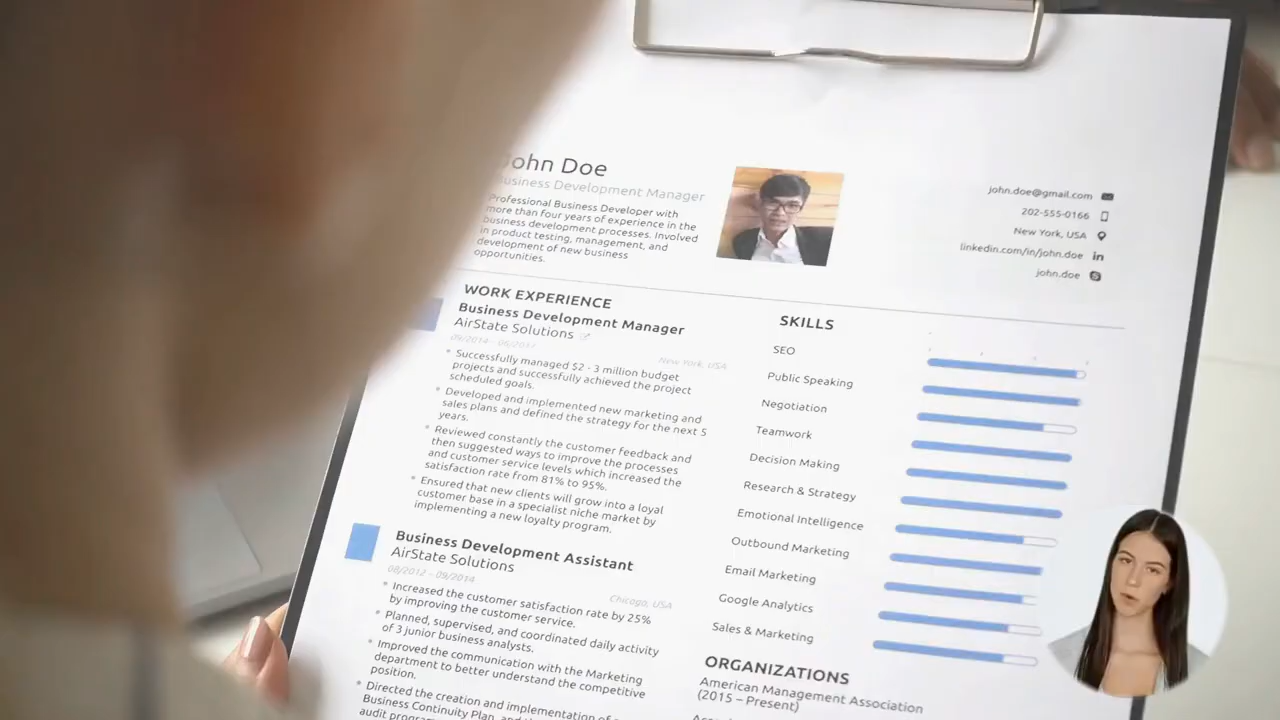 John Doe
Business Development Manager
Professional Business Developer with
more than four years of experience in the
business development processes. Involved
in product testing, management, and
development of new business
opportunities.
john.doe@gmail.com
202-555-0166
New York, USA
linkedin.com/in/john.doe
in
john.doe
WORK EXPERIENCE
Business Development Manager
AirState Solutions
09/2014 - 06/2017
New York, USA
Successfully managed $2 - 3 million budget
projects and successfully achieved the project
scheduled goals.
Developed and implemented new marketing and
sales plans and defined the strategy for the next 5
years.
Reviewed constantly the customer feedback and
then suggested ways to improve the processes
and customer service levels which increased the
satisfaction rate from 81% to 95%.
Ensured that new clients will grow into a loyal
customer base in a specialist niche market by
implementing a new loyalty program.
Business Development Assistant
AirState Solutions
08/2012 - 09/2014
Chicago, USA
Increased the customer satisfaction rate by 25%
by improving the customer service.
Planned, supervised, and coordinated daily activity
of 3 junior business analysts.
Improved the communication with the Marketing
department to better understand the competitive
position.
Directed the creation and implementation of a
Business Continuity Plan, and the
audit program
SKILLS
SEO
Public Speaking
Negotiation
Teamwork
Decision Making
Research & Strategy
Emotional Intelligence
Outbound Marketing
Email Marketing
Google Analytics
Sales & Marketing
ORGANIZATIONS
American Management Association
(2015 – Present)